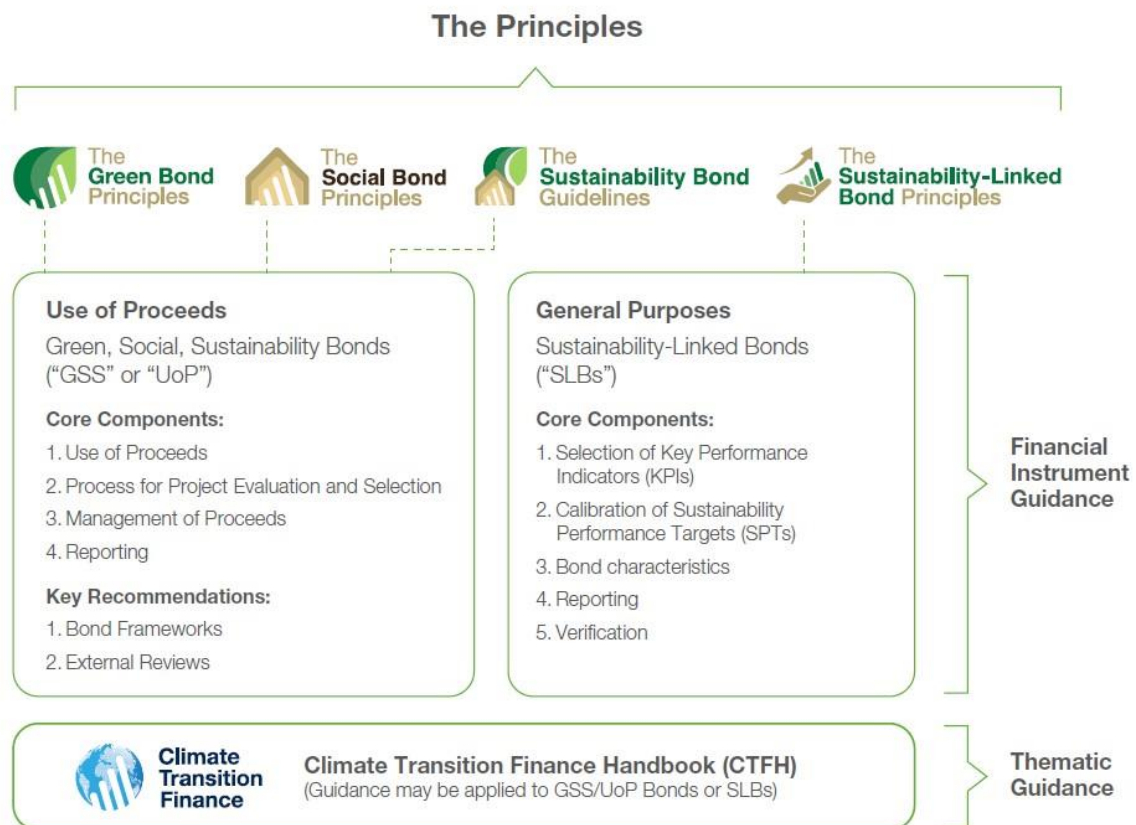 The Principles
The
Green Bond
Principles
The
Social Bond
Principles
The
Sustainability Bond
Guidelines
The
Sustainability-Linked
Bond Principles
Use of Proceeds
Green, Social, Sustainability Bonds
(“GSS” or “UoP”)
Core Components:
1. Use of Proceeds
2. Process for Project Evaluation and Selection
3. Management of Proceeds
4. Reporting
Key Recommendations:
1. Bond Frameworks
2. External Reviews
General Purposes
Sustainability-Linked Bonds
(“SLBs”)
Core Components:
1. Selection of Key Performance
Indicators (KPIs)
2. Calibration of Sustainability
Performance Targets (SPTs)
3. Bond characteristics
4. Reporting
5. Verification
Financial
Instrument
Guidance
Climate
Transition
Finance
Climate Transition Finance Handbook (CTFH)
(Guidance may be applied to GSS/UoP Bonds or SLBs)
Thematic
Guidance